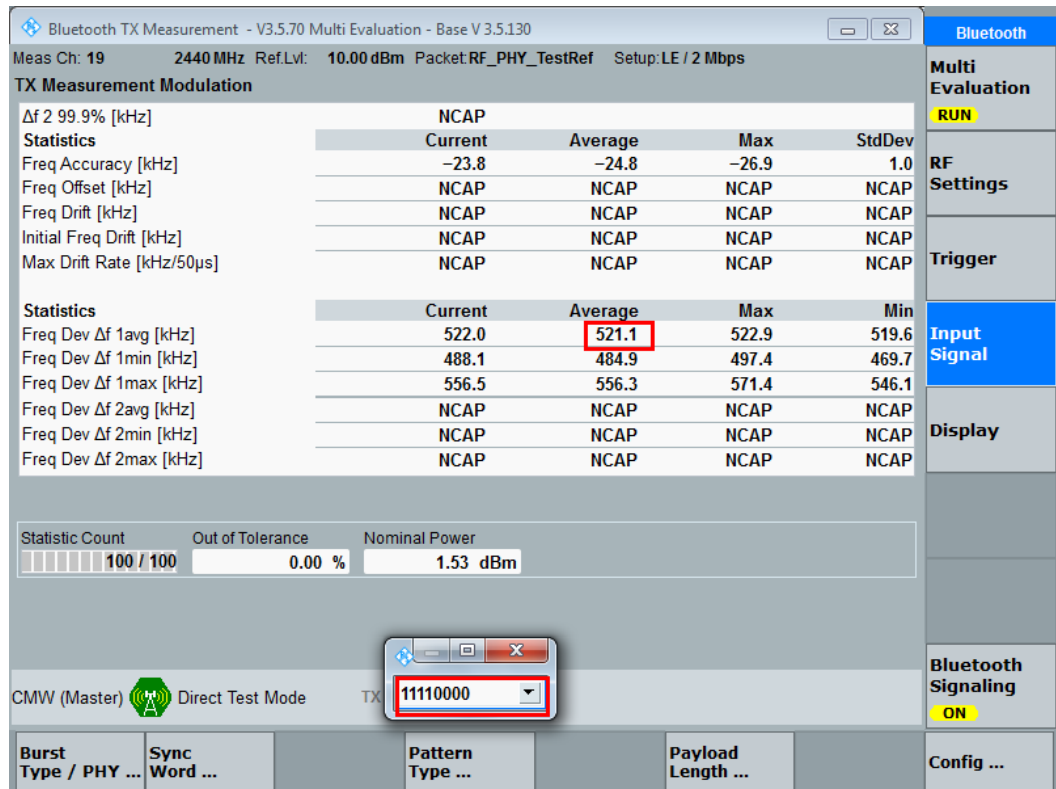 Bluetooth TX Measurement - V3.5.70 Multi Evaluation - Base V 3.5.130
Bluetooth
Meas Ch: 19 2440 MHz Ref.Lvl: 10.00 dBm Packet: RF_PHY_TestRef Setup: LE / 2 Mbps
TX Measurement Modulation
Δf 2 99.9% [kHz] NCAP
Statistics Current Average Max StdDev
Freq Accuracy [kHz] −23.8 −24.8 −26.9 1.0
Freq Offset [kHz] NCAP NCAP NCAP NCAP
Freq Drift [kHz] NCAP NCAP NCAP NCAP
Initial Freq Drift [kHz] NCAP NCAP NCAP NCAP
Max Drift Rate [kHz/50µs] NCAP NCAP NCAP NCAP
Statistics Current Average Max Min
Freq Dev Δf 1avg [kHz] 522.0 521.1 522.9 519.6
Freq Dev Δf 1min [kHz] 488.1 484.9 497.4 469.7
Freq Dev Δf 1max [kHz] 556.5 556.3 571.4 546.1
Freq Dev Δf 2avg [kHz] NCAP NCAP NCAP NCAP
Freq Dev Δf 2min [kHz] NCAP NCAP NCAP NCAP
Freq Dev Δf 2max [kHz] NCAP NCAP NCAP NCAP
Statistic Count Out of Tolerance Nominal Power
100 / 100 0.00 % 1.53 dBm
CMW (Master) Direct Test Mode TX
11110000
Multi
Evaluation
RUN
RF
Settings
Trigger
Input
Signal
Display
Bluetooth
Signaling
ON
Burst
Type / PHY ...
Sync
Word ...
Pattern
Type ...
Payload
Length ...
Config ...